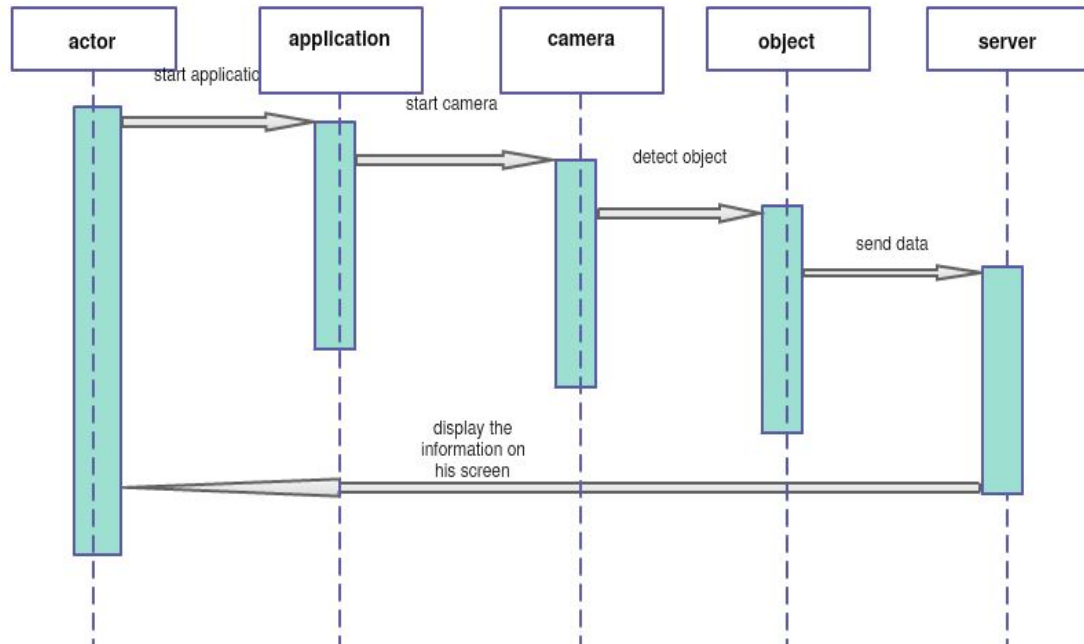 actor
application
camera
object
server
start applicatio
start camera
detect object
send data
display the
information on
his screen